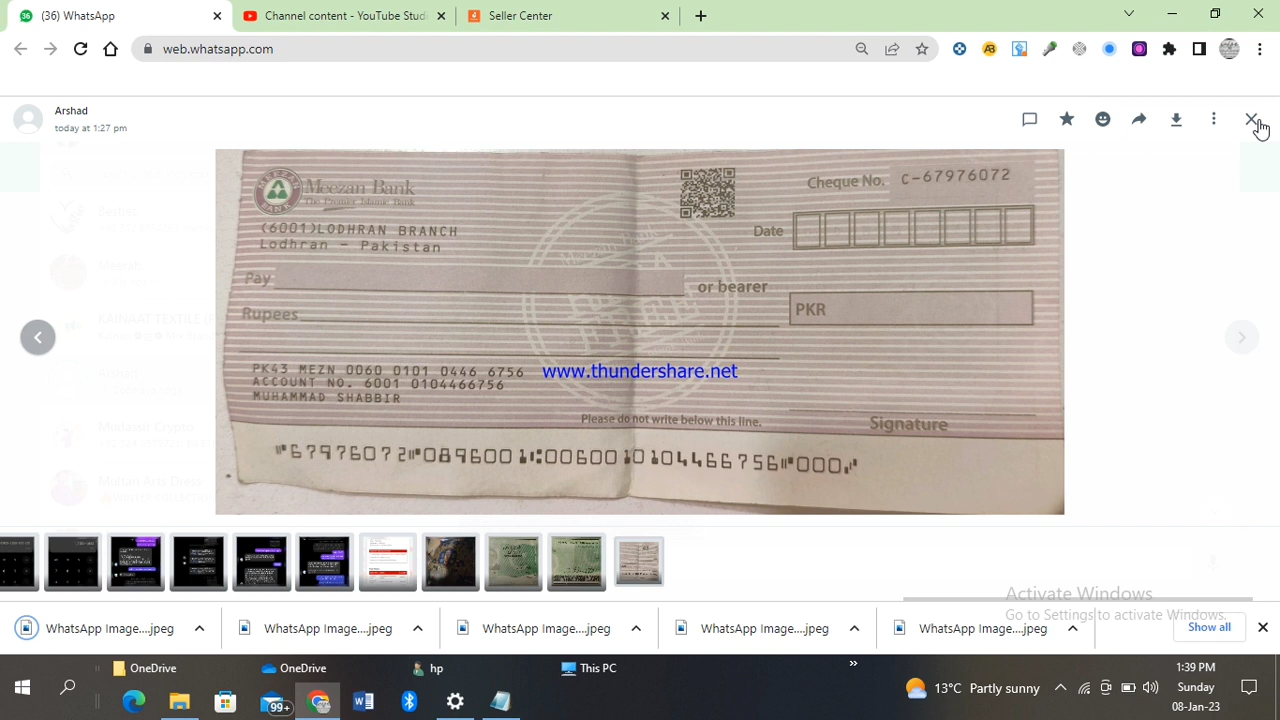 (36) WhatsApp
Channel content - YouTube Studi
Seller Center
web.whatsapp.com
Arshad
today at 1:27 pm
Meezan Bank
The Premier Islamic Bank
Cheque No. C-67976072
(6001)LODHRAN BRANCH
Lodhran - Pakistan
Date
Pay
or bearer
Rupees
PKR
PK43 MEZN 0060 0101 0446 6756
www.thundershare.net
ACCOUNT NO. 6001 0104466756
MUHAMMAD SHABBIR
Please do not write below this line.
Signature
⑈67976072⑈0896001⑆0060010104466756⑈000⑇
Activate Windows
Go to Settings to activate Windows.
WhatsApp Image....jpeg
WhatsApp Image....jpeg
WhatsApp Image....jpeg
WhatsApp Image....jpeg
WhatsApp Image....jpeg
Show all
OneDrive
OneDrive
hp
This PC
99+
13°C Partly sunny
1:39 PM
Sunday
08-Jan-23